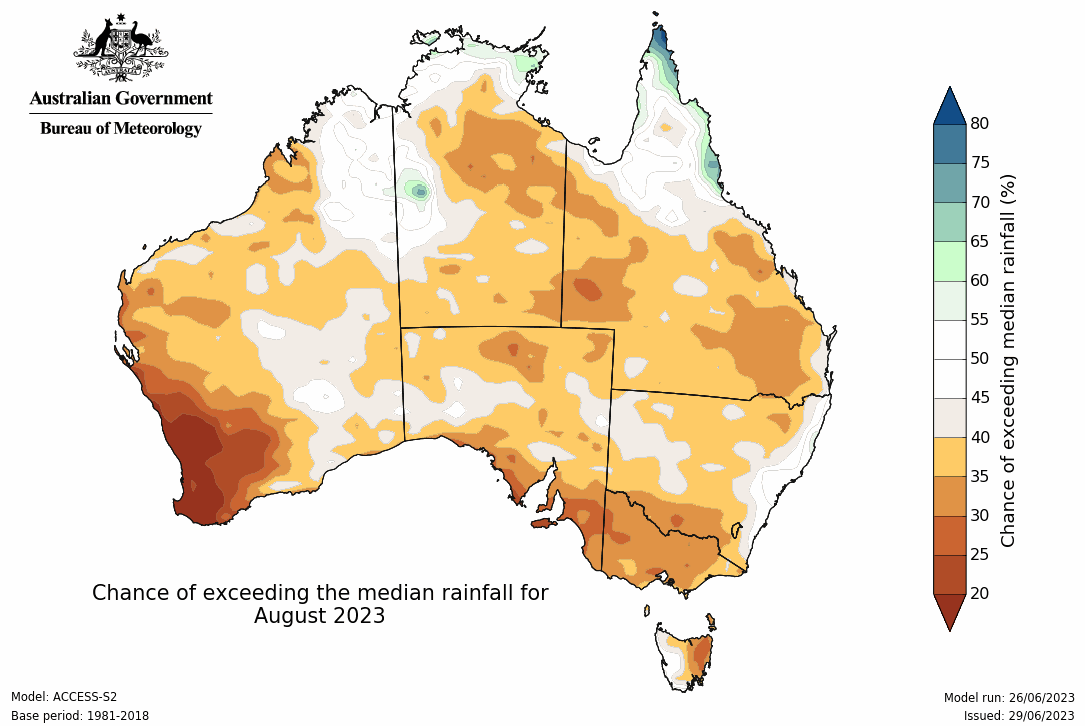 Australian Government
Bureau of Meteorology
80
75
70
65
60
55
50
45
40
35
30
25
20
Chance of exceeding median rainfall (%)
Chance of exceeding the median rainfall for
August 2023
Model: ACCESS-S2
Base period: 1981-2018
Model run: 26/06/2023
Issued: 29/06/2023